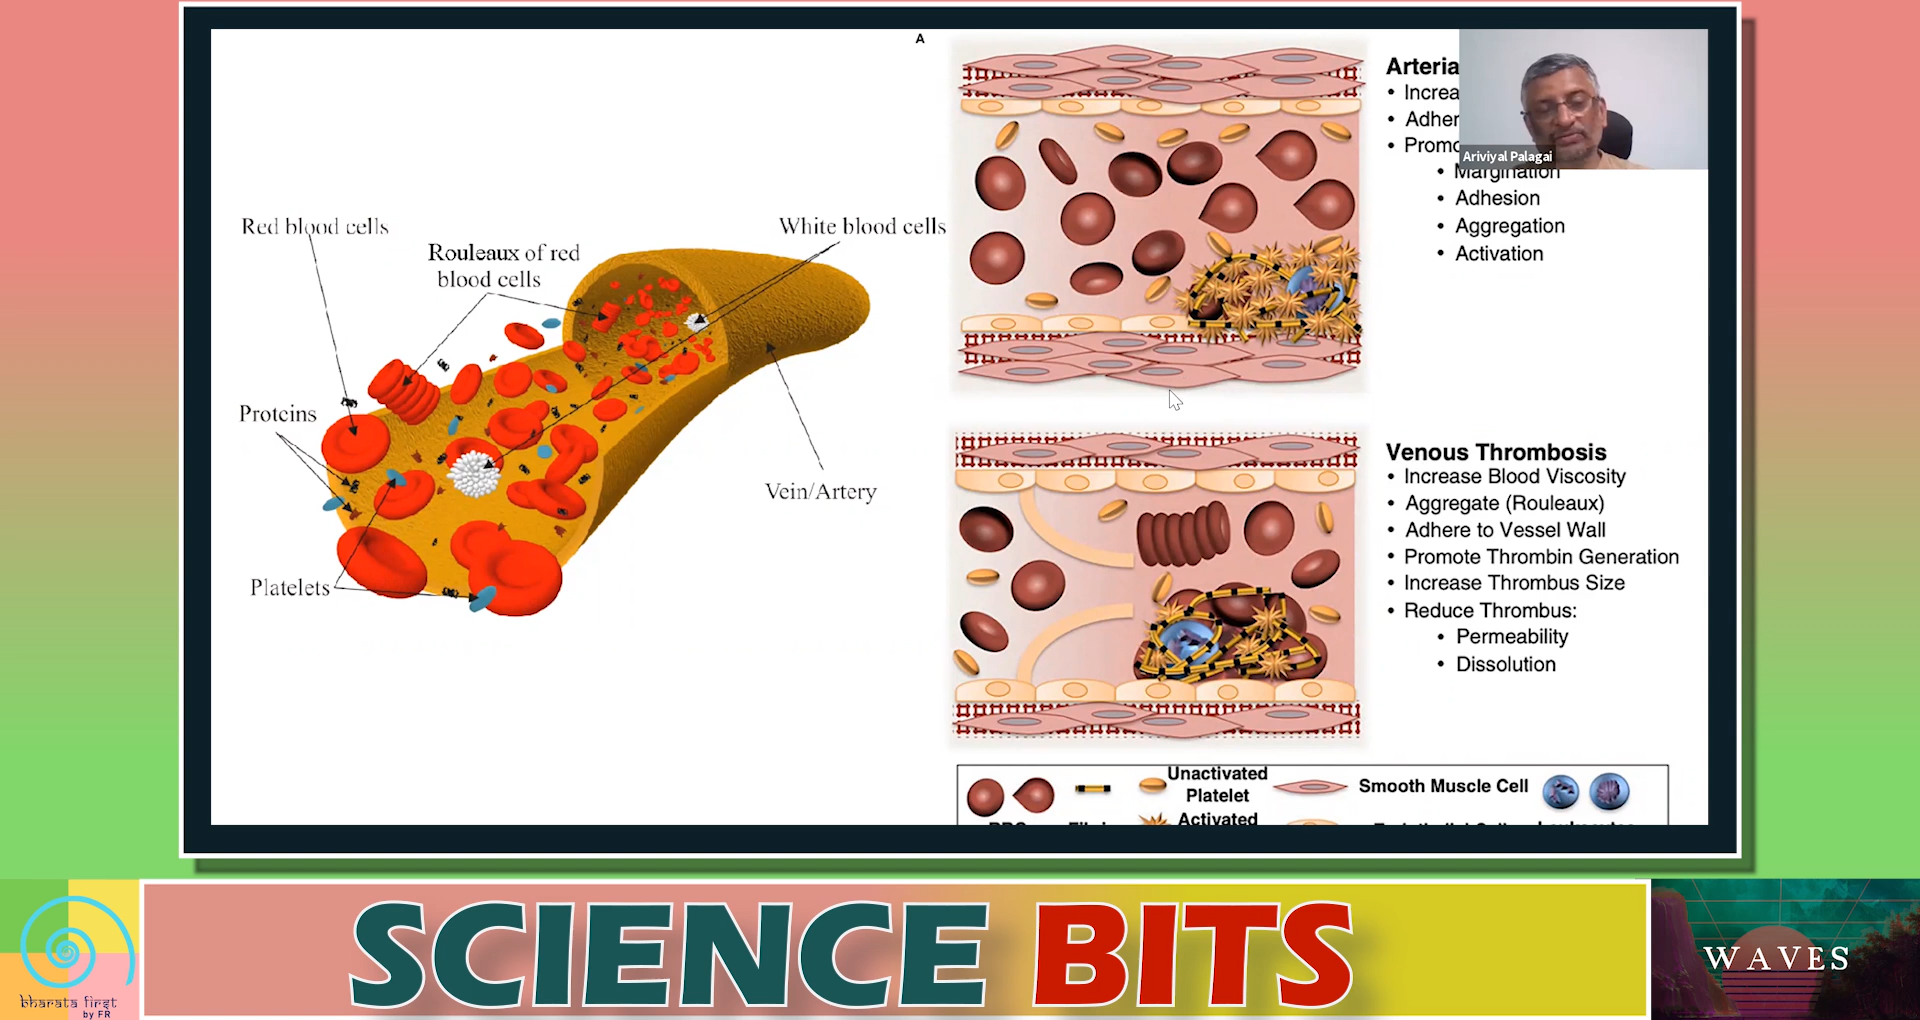 Red blood cells
Rouleaux of red
blood cells
White blood cells
Proteins
Vein/Artery
Platelets
A
Arteria
• Increa
• Adher
• Promo
• Margination
• Adhesion
• Aggregation
• Activation
Ariviyal Palagai
Venous Thrombosis
• Increase Blood Viscosity
• Aggregate (Rouleaux)
• Adhere to Vessel Wall
• Promote Thrombin Generation
• Increase Thrombus Size
• Reduce Thrombus:
• Permeability
• Dissolution
Unactivated
Platelet
Smooth Muscle Cell
Activated
SCIENCE BITS
bharata first
by FR
WAVES